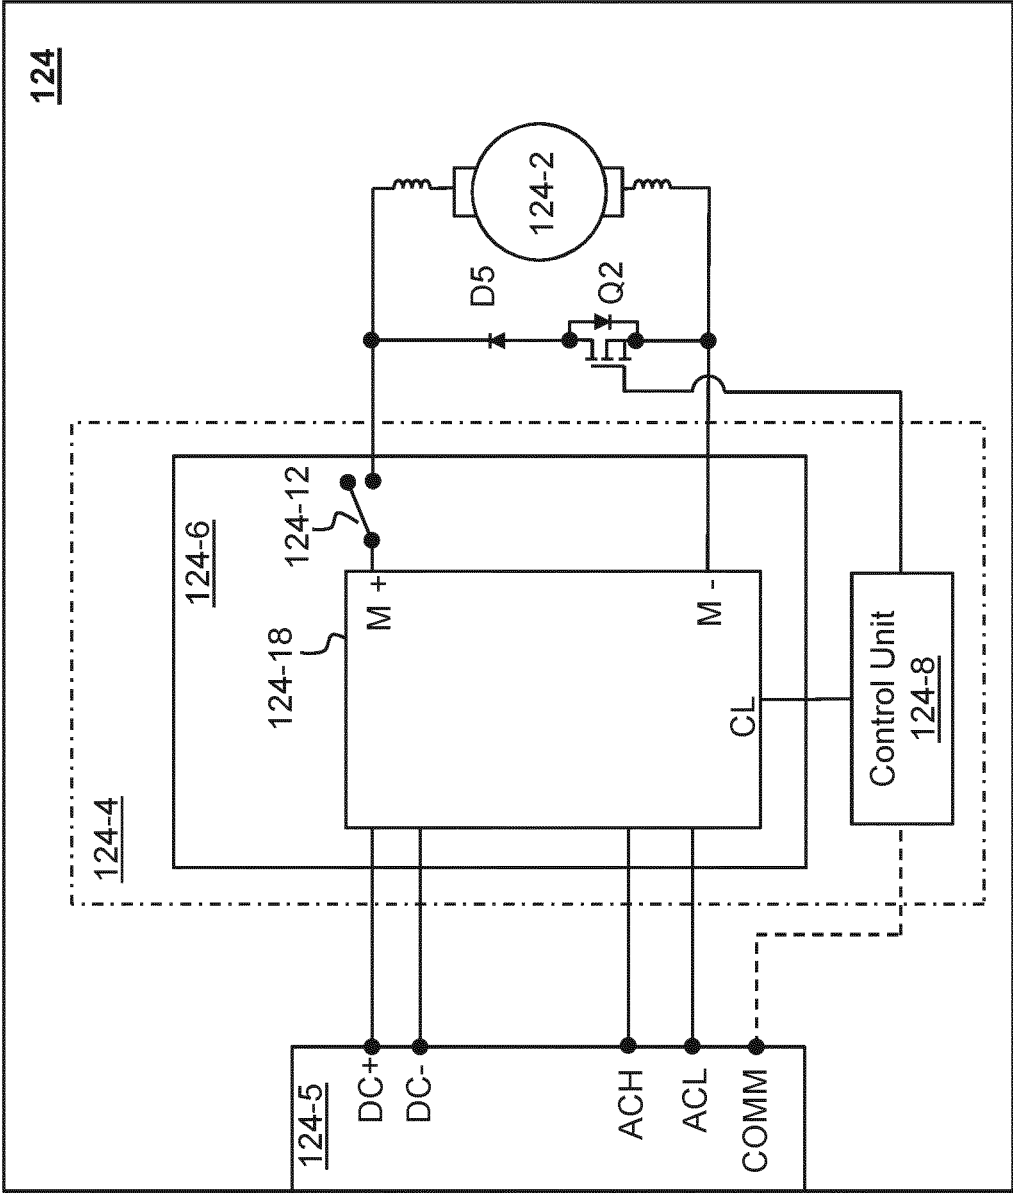 124
124-5
DC+
DC-
ACH
ACL
COMM
124-4
124-6
124-18
124-12
M +
M -
CL
Control Unit
124-8
D5
Q2
124-2